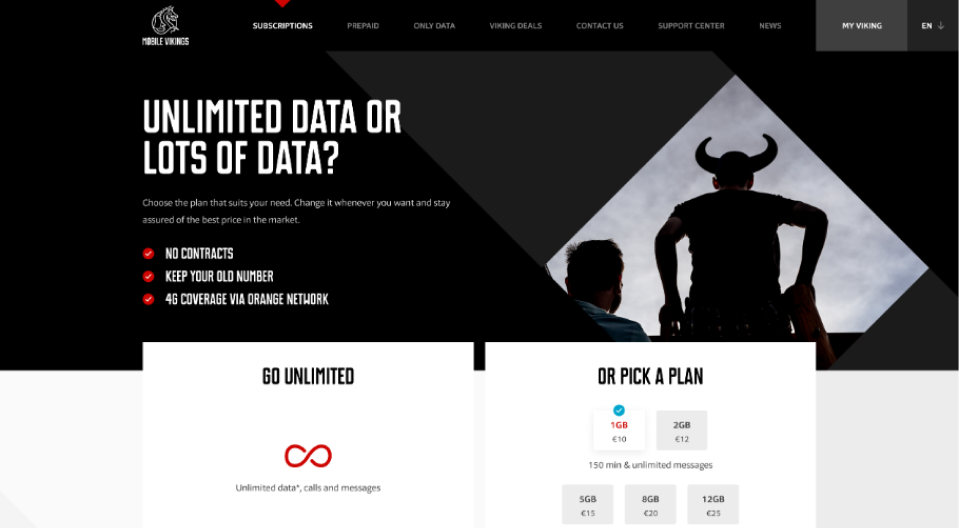 MOBILE VIKINGS
SUBSCRIPTIONS PREPAID ONLY DATA VIKING DEALS CONTACT US SUPPORT CENTER NEWS MY VIKING EN ↓
UNLIMITED DATA OR
LOTS OF DATA?
Choose the plan that suits your need. Change it whenever you want and stay
assured of the best price in the market.
NO CONTRACTS
KEEP YOUR OLD NUMBER
4G COVERAGE VIA ORANGE NETWORK
GO UNLIMITED
Unlimited data*, calls and messages
OR PICK A PLAN
1GB 2GB
€10 €12
150 min & unlimited messages
5GB 8GB 12GB
€15 €20 €25